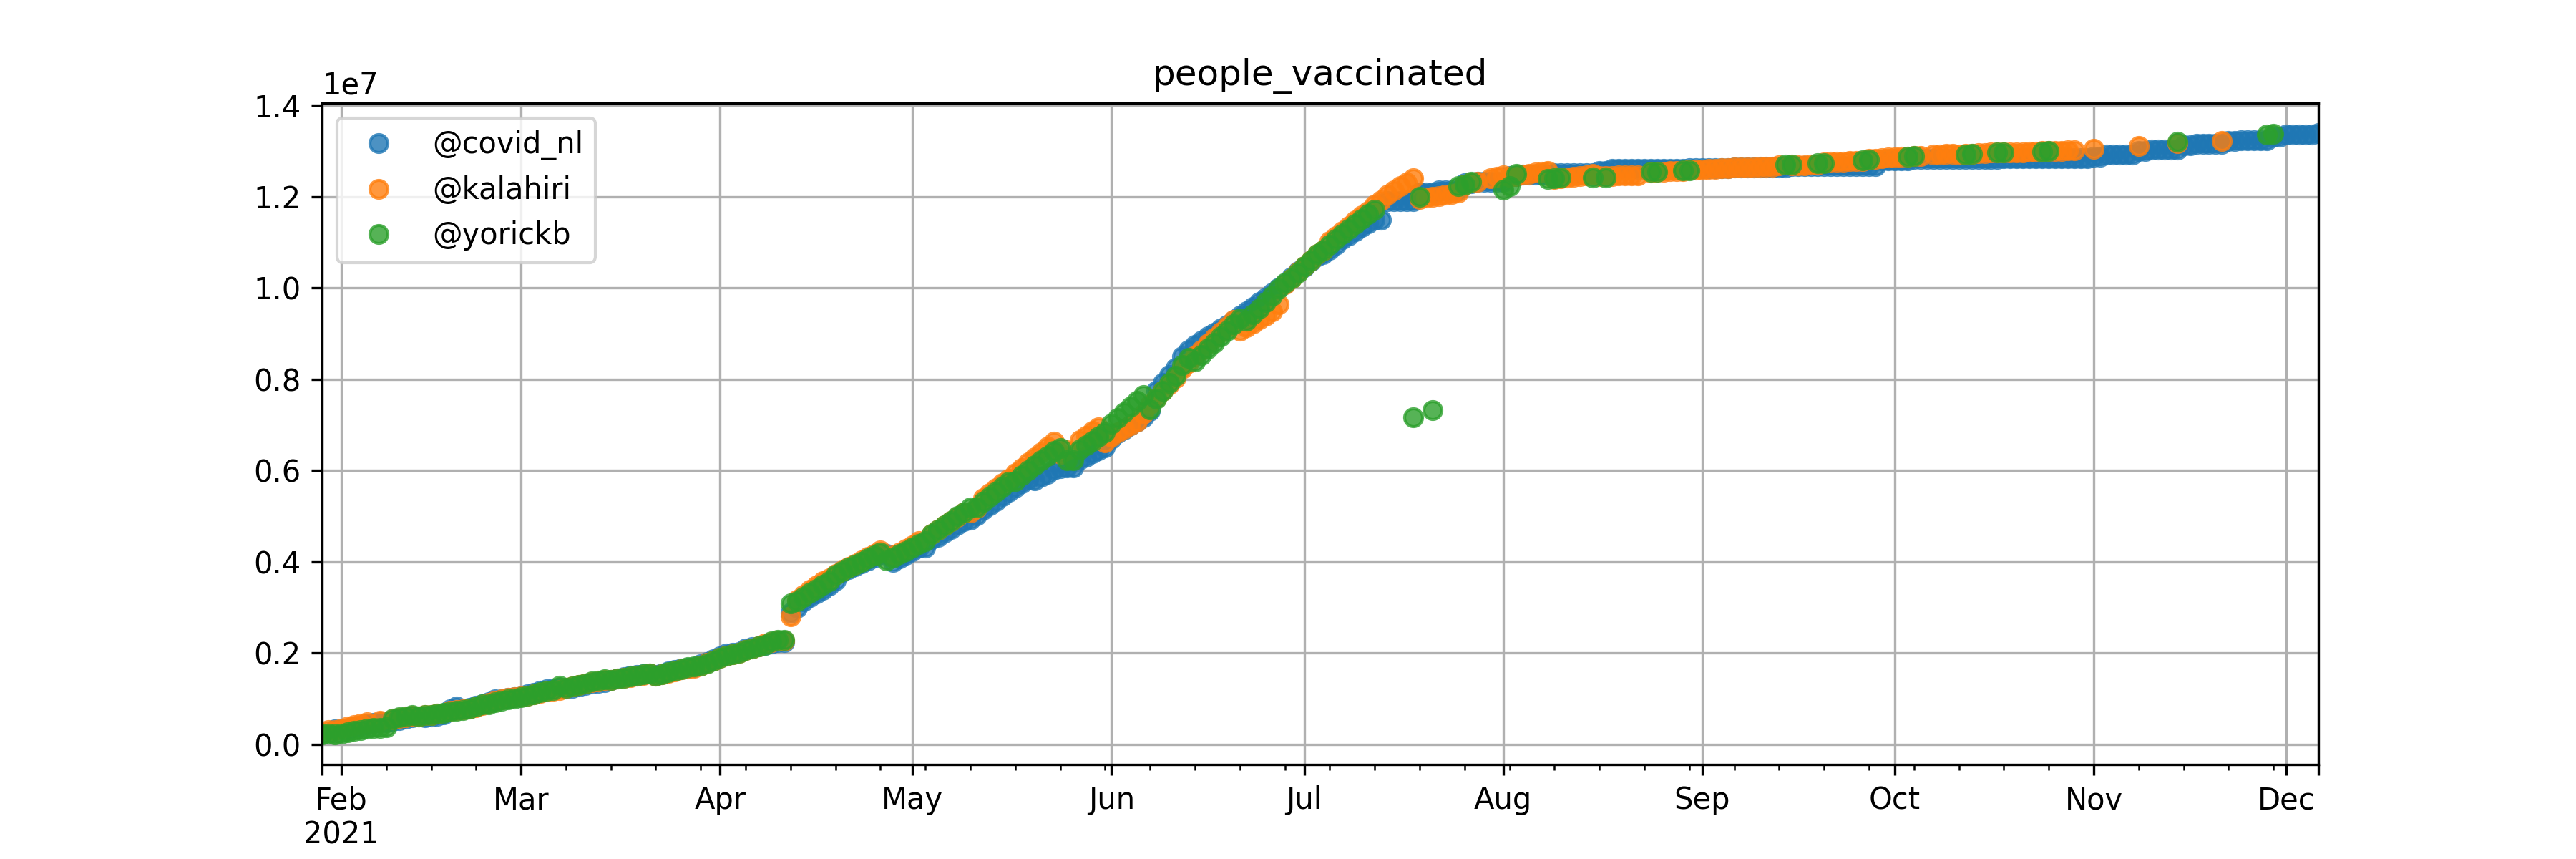 people_vaccinated
1e7
1.4
1.2
1.0
0.8
0.6
0.4
0.2
0.0
@covid_nl
@kalahiri
@yorickb
Feb Mar Apr May Jun Jul Aug Sep Oct Nov Dec
2021